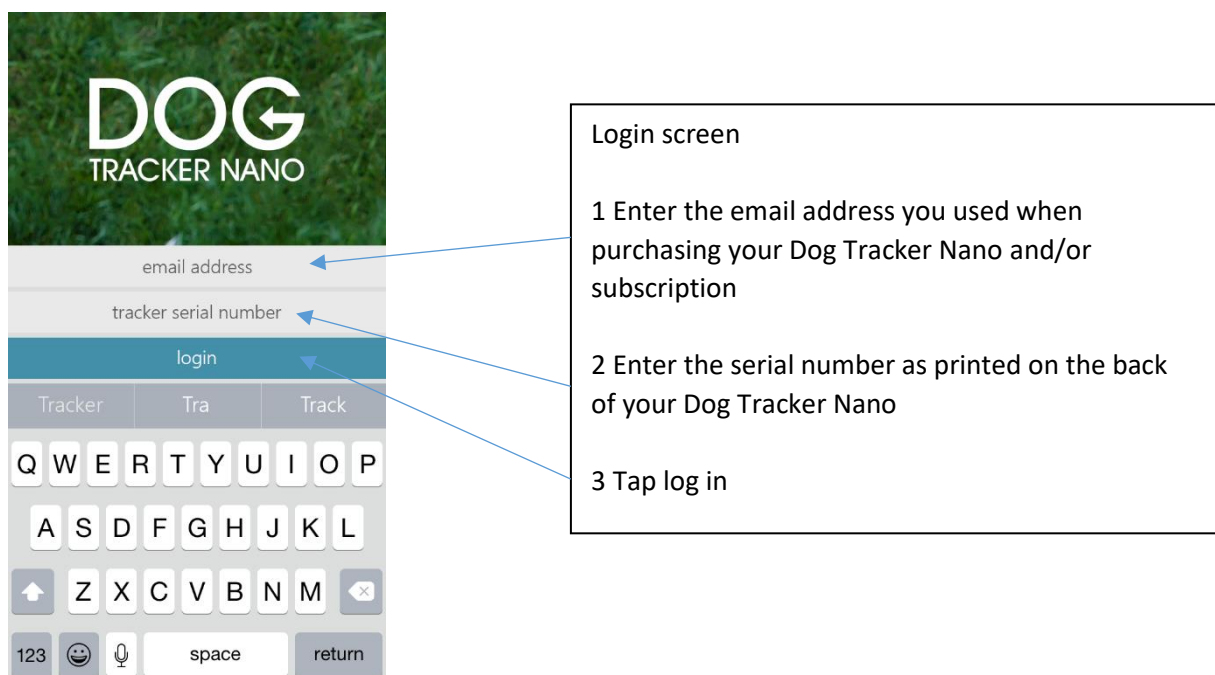 DOG
TRACKER NANO
email address
tracker serial number
login
Tracker Tra Track
Q W E R T Y U I O P
A S D F G H J K L
Z X C V B N M
123 space return
Login screen
1 Enter the email address you used when
purchasing your Dog Tracker Nano and/or
subscription
2 Enter the serial number as printed on the back
of your Dog Tracker Nano
3 Tap log in